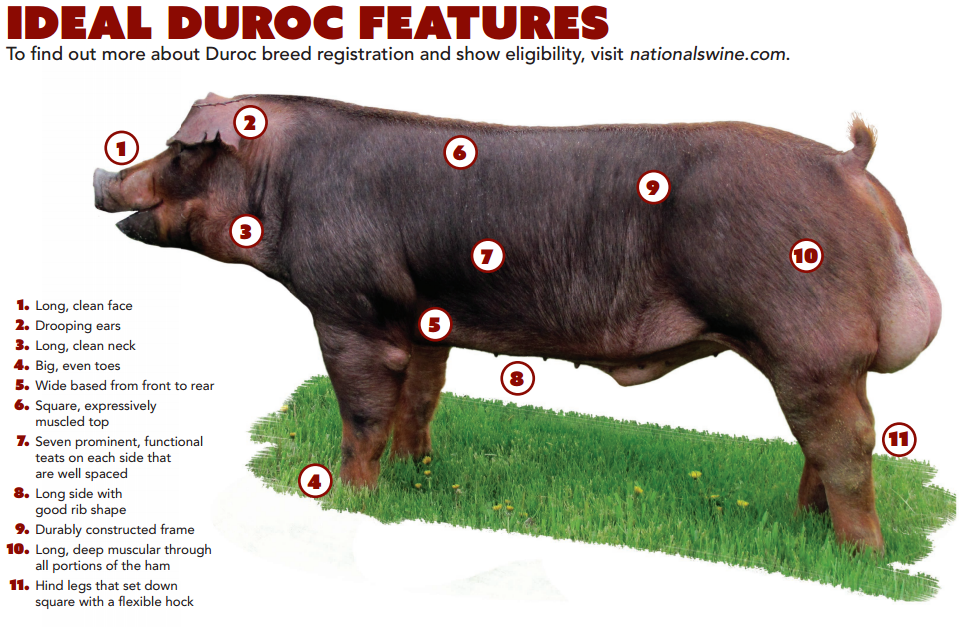 IDEAL DUROC FEATURES
To find out more about Duroc breed registration and show eligibility, visit nationalswine.com.
1
2
3
4
5
6
7
8
9
10
11
1. Long, clean face
2. Drooping ears
3. Long, clean neck
4. Big, even toes
5. Wide based from front to rear
6. Square, expressively
muscled top
7. Seven prominent, functional
teats on each side that
are well spaced
8. Long side with
good rib shape
9. Durably constructed frame
10. Long, deep muscular through
all portions of the ham
11. Hind legs that set down
square with a flexible hock